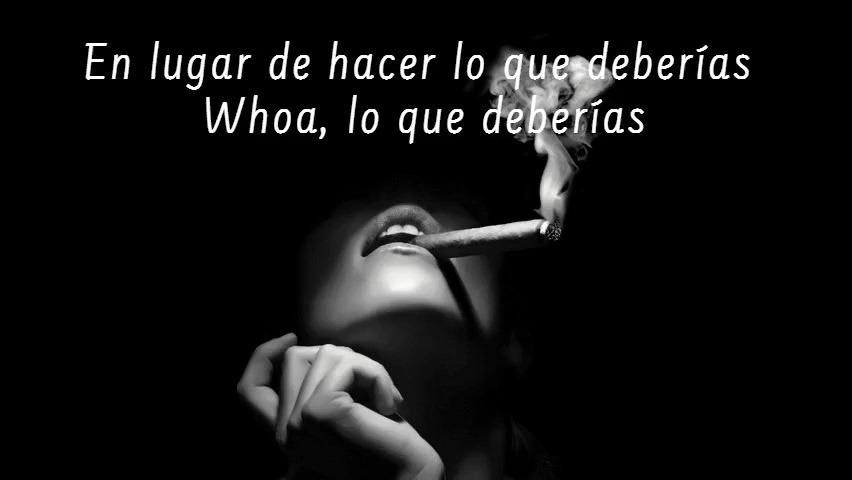 En lugar de hacer lo que deberías
Whoa, lo que deberías